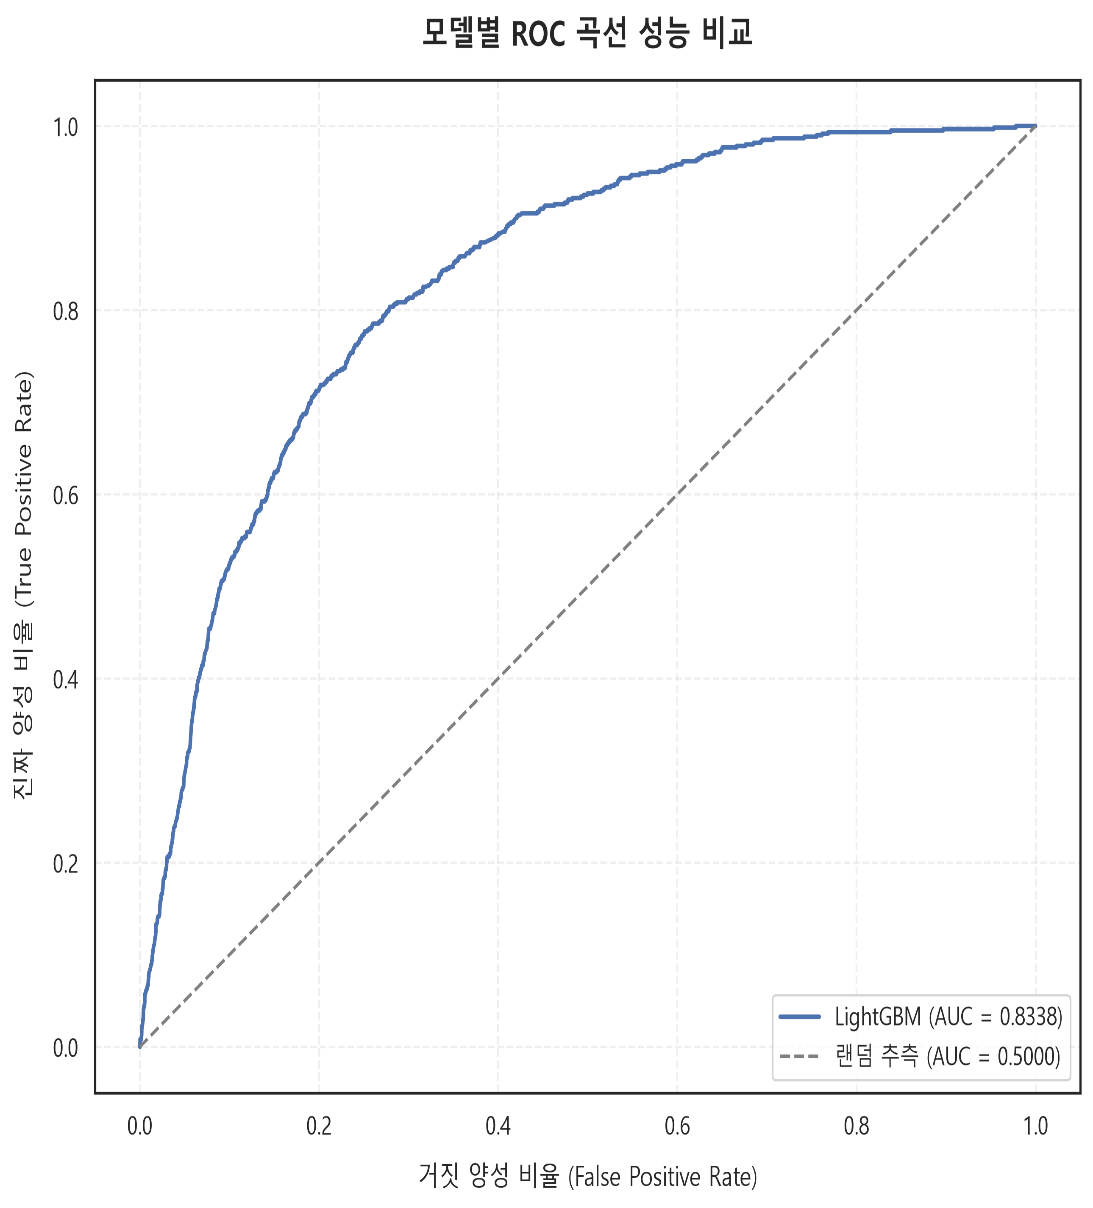 모델별 ROC 곡선 성능 비교
진짜 양성 비율 (True Positive Rate)
1.0
0.8
0.6
0.4
0.2
0.0
LightGBM (AUC = 0.8338)
랜덤 추측 (AUC = 0.5000)
0.0 0.2 0.4 0.6 0.8 1.0
거짓 양성 비율 (False Positive Rate)